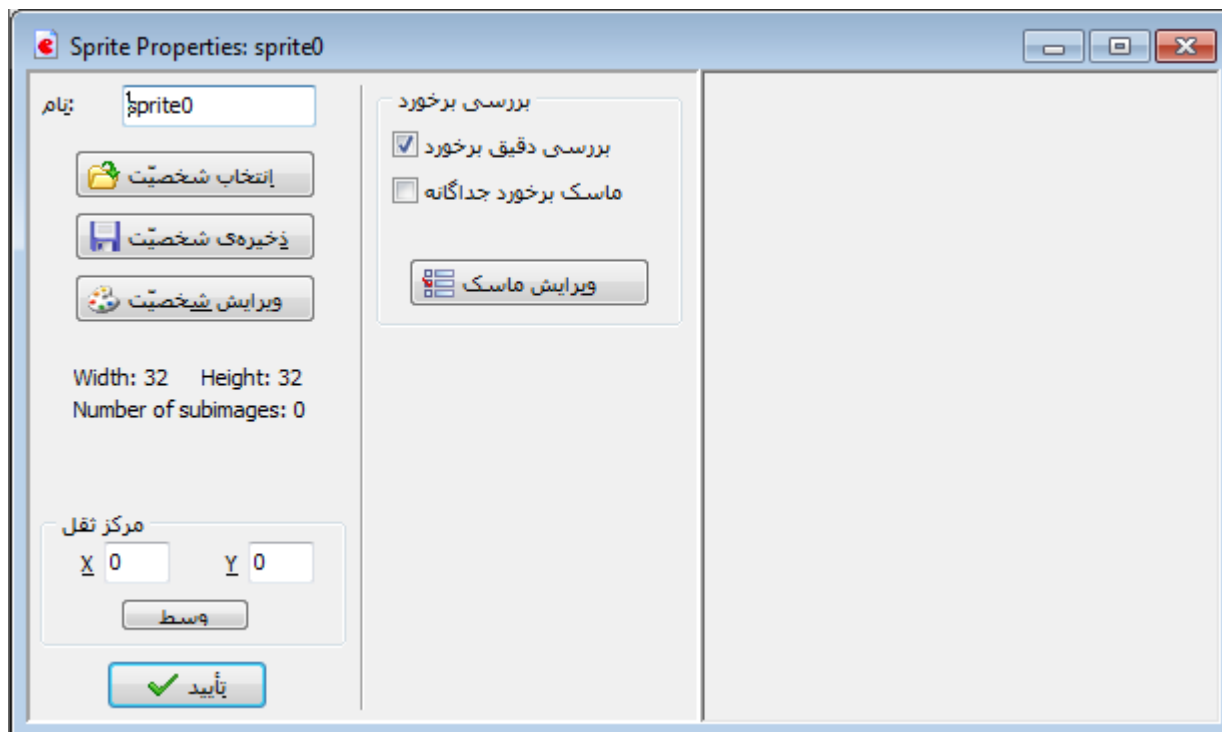 Sprite Properties: sprite0
نام:
sprite0
انتخاب شخصیّت
ذخیره‌ی شخصیّت
ویرایش شخصیّت
Width: 32 Height: 32
Number of subimages: 0
مرکز ثقل
X 0 Y 0
وسط
تأیید
بررسی برخورد
بررسی دقیق برخورد
ماسک برخورد جداگانه
ویرایش ماسک